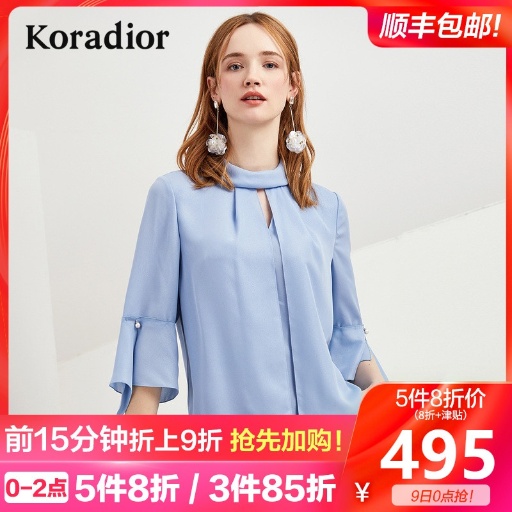 Koradior
顺丰包邮!
前15分钟折上9折 抢先加购!
0-2点 5件8折 / 3件85折
5件8折价
(8折+津贴)
¥ 495
9日0点抢!